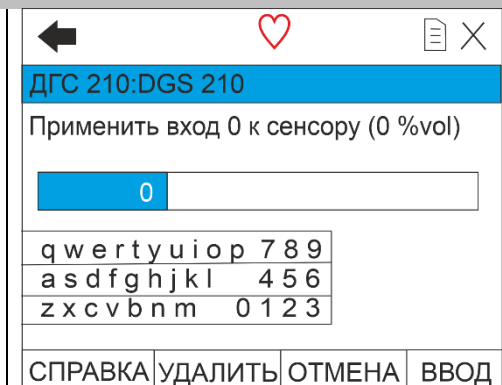 ДГС 210:DGS 210
Применить вход 0 к сенсору (0 %vol)
0
q w e r t y u i o p 7 8 9
a s d f g h j k l 4 5 6
z x c v b n m 0 1 2 3
СПРАВКА УДАЛИТЬ ОТМЕНА ВВОД